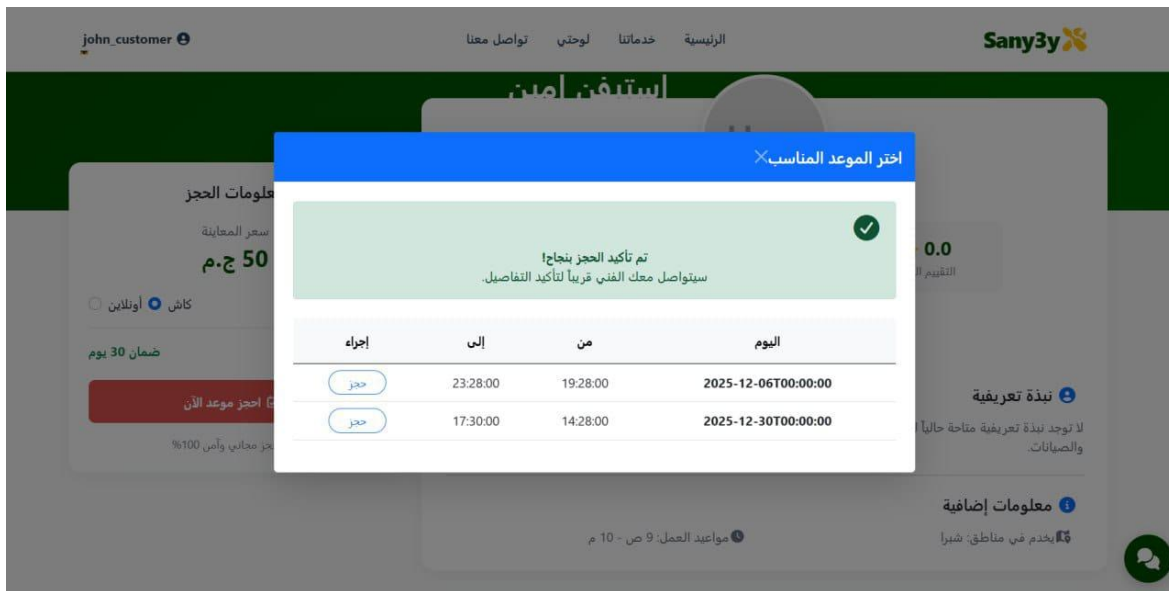 Sany3y
الرئيسية خدماتنا لوحتي تواصل معنا
john_customer
استيفن امين
اختر الموعد المناسب
تم تأكيد الحجز بنجاح!
سيتواصل معك الفني قريباً لتأكيد التفاصيل.
اليوم من إلى إجراء
2025-12-06T00:00:00 19:28:00 23:28:00 حجز
2025-12-30T00:00:00 14:28:00 17:30:00 حجز
0.0
التقييم
نبذة تعريفية
لا توجد نبذة تعريفية متاحة حالياً
والصيانات.
معلومات إضافية
يخدم في مناطق: شبرا
مواعيد العمل: 9 ص - 10 م
الحجز
سعر المعاينة
50 ج.م
كاش أونلاين
ضمان 30 يوم
احجز موعد الآن
مجاني وآمن 100%